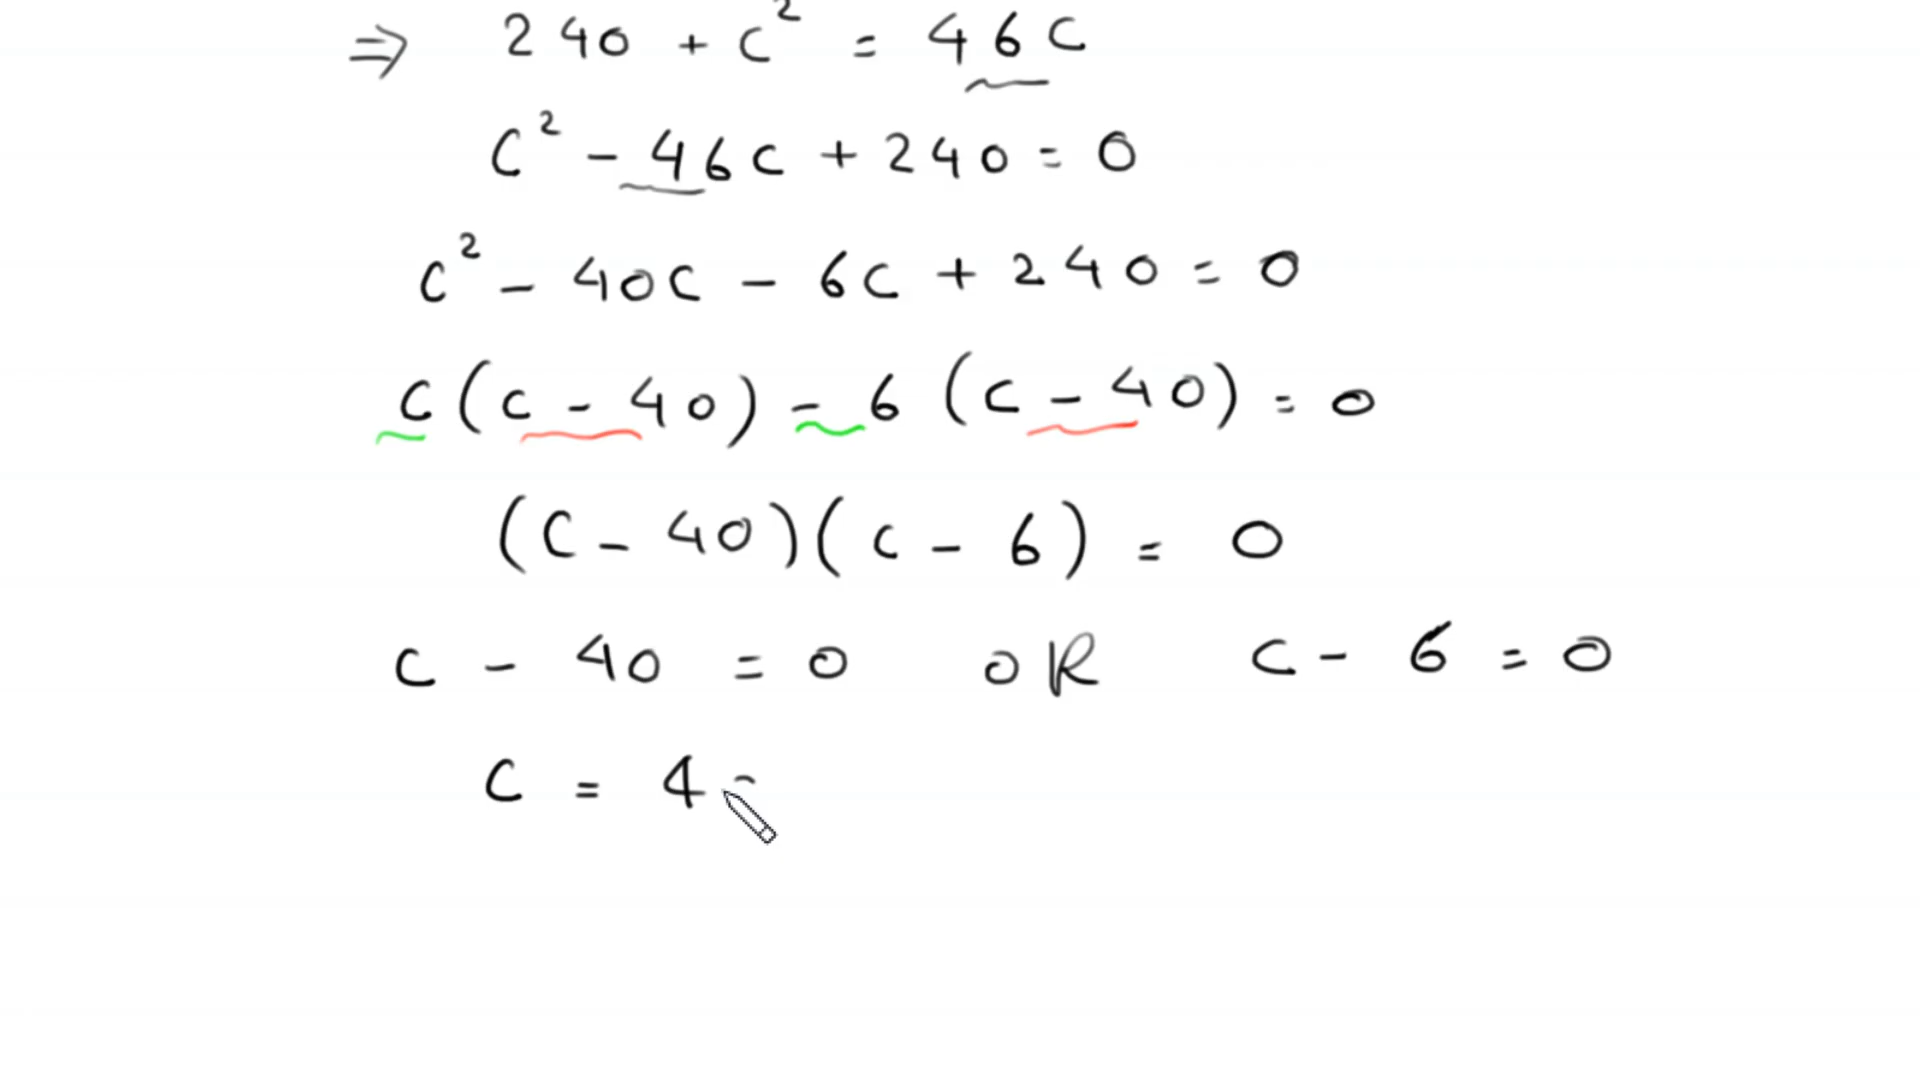 ⇒ 240 + c² = 46c
c² - 46c + 240 = 0
c² - 40c - 6c + 240 = 0
c(c - 40) - 6(c - 40) = 0
(c - 40)(c - 6) = 0
c - 40 = 0 OR c - 6 = 0
c = 4